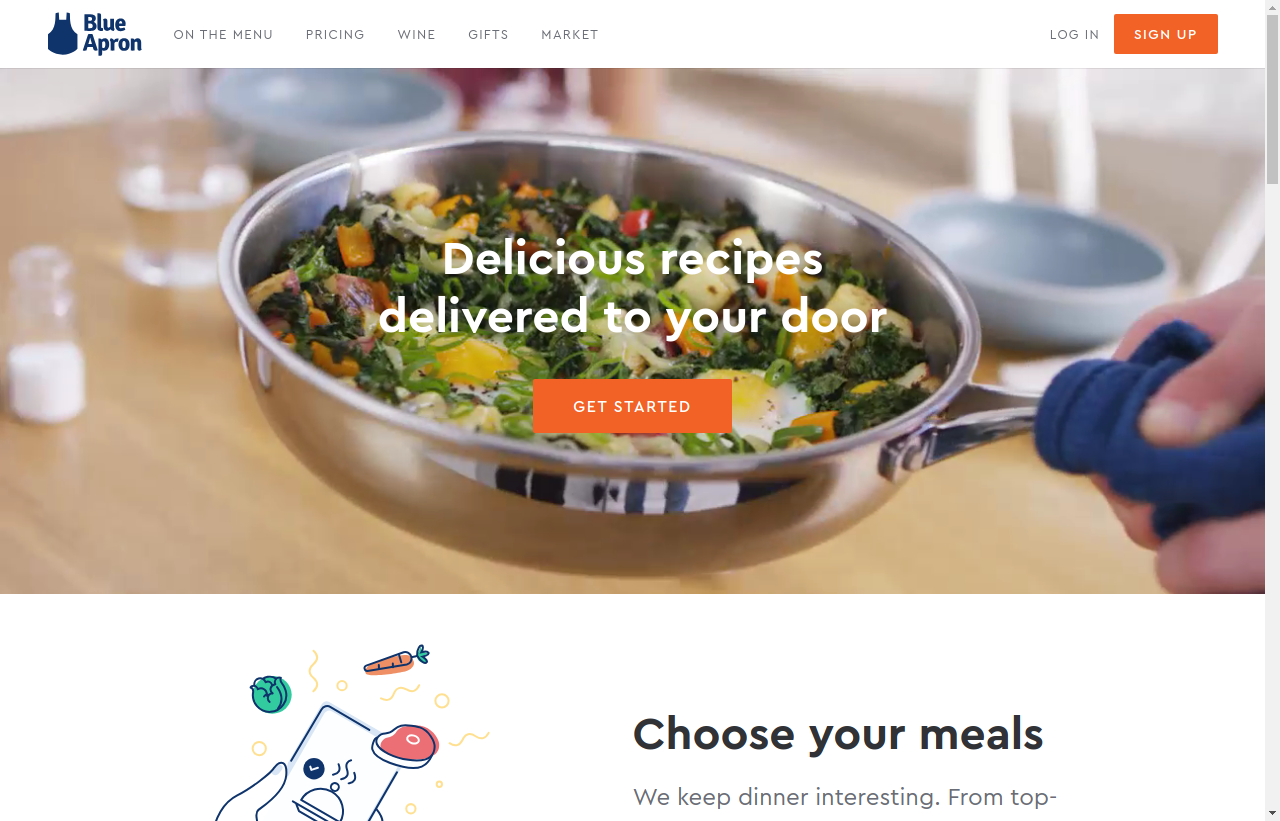 Blue
Apron
ON THE MENU
PRICING
WINE
GIFTS
MARKET
LOG IN
SIGN UP
Delicious recipes
delivered to your door
GET STARTED
Choose your meals
We keep dinner interesting. From top-